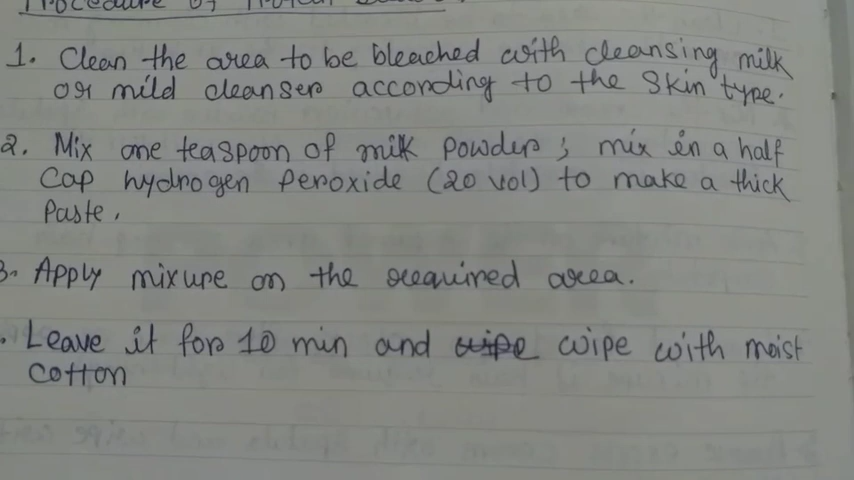 Procedure of
1. Clean the area to be bleached with cleansing milk
or mild cleanser according to the skin type.
2. Mix one teaspoon of milk powder; mix in a half
cap hydrogen peroxide (20 vol) to make a thick
paste.
3. Apply mixure on the required area.
. Leave it for 10 min and wipe wipe with moist
cotton